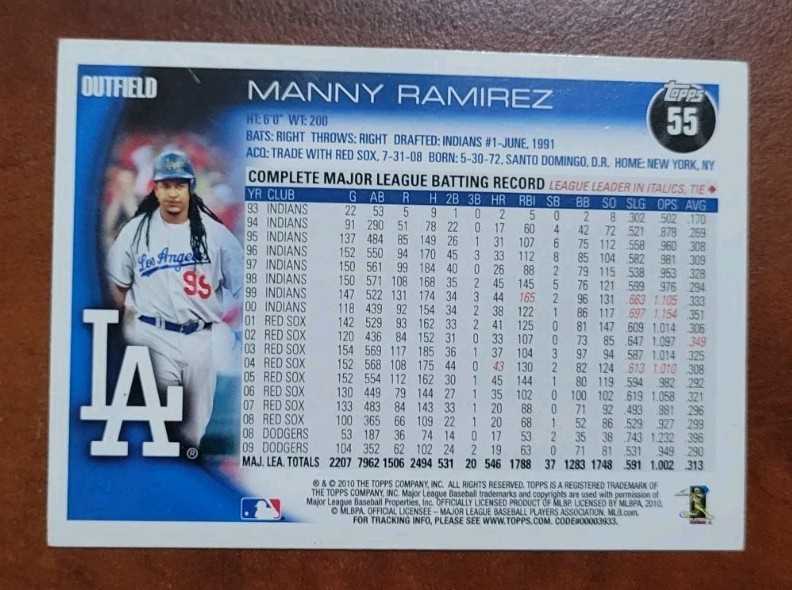 OUTFIELD
MANNY RAMIREZ
Topps
55
HT: 6'0" WT: 200
BATS: RIGHT THROWS: RIGHT DRAFTED: INDIANS #1-JUNE, 1991
ACQ: TRADE WITH RED SOX, 7-31-08 BORN: 5-30-72, SANTO DOMINGO, D.R. HOME: NEW YORK, NY
COMPLETE MAJOR LEAGUE BATTING RECORD LEAGUE LEADER IN ITALICS, TIE ♦
YR CLUB G AB R H 2B 3B HR RBI SB BB SO SLG OPS AVG
93 INDIANS 22 53 5 9 1 0 2 5 0 2 8 .302 .502 .170
94 INDIANS 91 290 51 78 22 0 17 60 4 42 72 .521 .878 .269
95 INDIANS 137 484 85 149 26 1 31 107 6 75 112 .558 .960 .308
96 INDIANS 152 550 94 170 45 3 33 112 8 85 104 .582 .981 .309
97 INDIANS 150 561 99 184 40 0 26 88 2 79 115 .538 .953 .328
98 INDIANS 150 571 108 168 35 2 45 145 5 76 121 .599 .976 .294
99 INDIANS 147 522 131 174 34 3 44 165 2 96 131 .663 1.105 .333
00 INDIANS 118 439 92 154 34 2 38 122 1 86 117 .697 1.154 .351
01 RED SOX 142 529 93 162 33 2 41 125 0 81 147 .609 1.014 .306
02 RED SOX 120 436 84 152 31 0 33 107 0 73 85 .647 1.097 .349
03 RED SOX 154 569 117 185 36 1 37 104 3 97 94 .587 1.014 .325
04 RED SOX 152 568 108 175 44 0 43 130 2 82 124 .613 1.010 .308
05 RED SOX 152 554 112 162 30 1 45 144 1 80 119 .594 .982 .292
06 RED SOX 130 449 79 144 27 1 35 102 0 100 102 .619 1.058 .321
07 RED SOX 133 483 84 143 33 1 20 88 0 71 92 .493 .881 .296
08 RED SOX 100 365 66 109 22 1 20 68 1 52 86 .529 .927 .299
08 DODGERS 53 187 36 74 14 0 17 53 2 35 38 .743 1.232 .396
09 DODGERS 104 352 62 102 24 2 19 63 0 71 81 .531 .949 .290
MAJ. LEA. TOTALS 2207 7962 1506 2494 531 20 546 1788 37 1283 1748 .591 1.002 .313
Los Angeles
99
LA ®
® & © 2010 THE TOPPS COMPANY, INC. ALL RIGHTS RESERVED. TOPPS IS A REGISTERED TRADEMARK OF
THE TOPPS COMPANY, INC. Major League Baseball trademarks and copyrights are used with permission of
Major League Baseball Properties, Inc. OFFICIALLY LICENSED PRODUCT OF MLBP. LICENSED BY MLBPA, 2010.
© MLBPA. OFFICIAL LICENSEE – MAJOR LEAGUE BASEBALL PLAYERS ASSOCIATION. MLB.com.
FOR TRACKING INFO, PLEASE SEE WWW.TOPPS.COM. CODE#00003933.